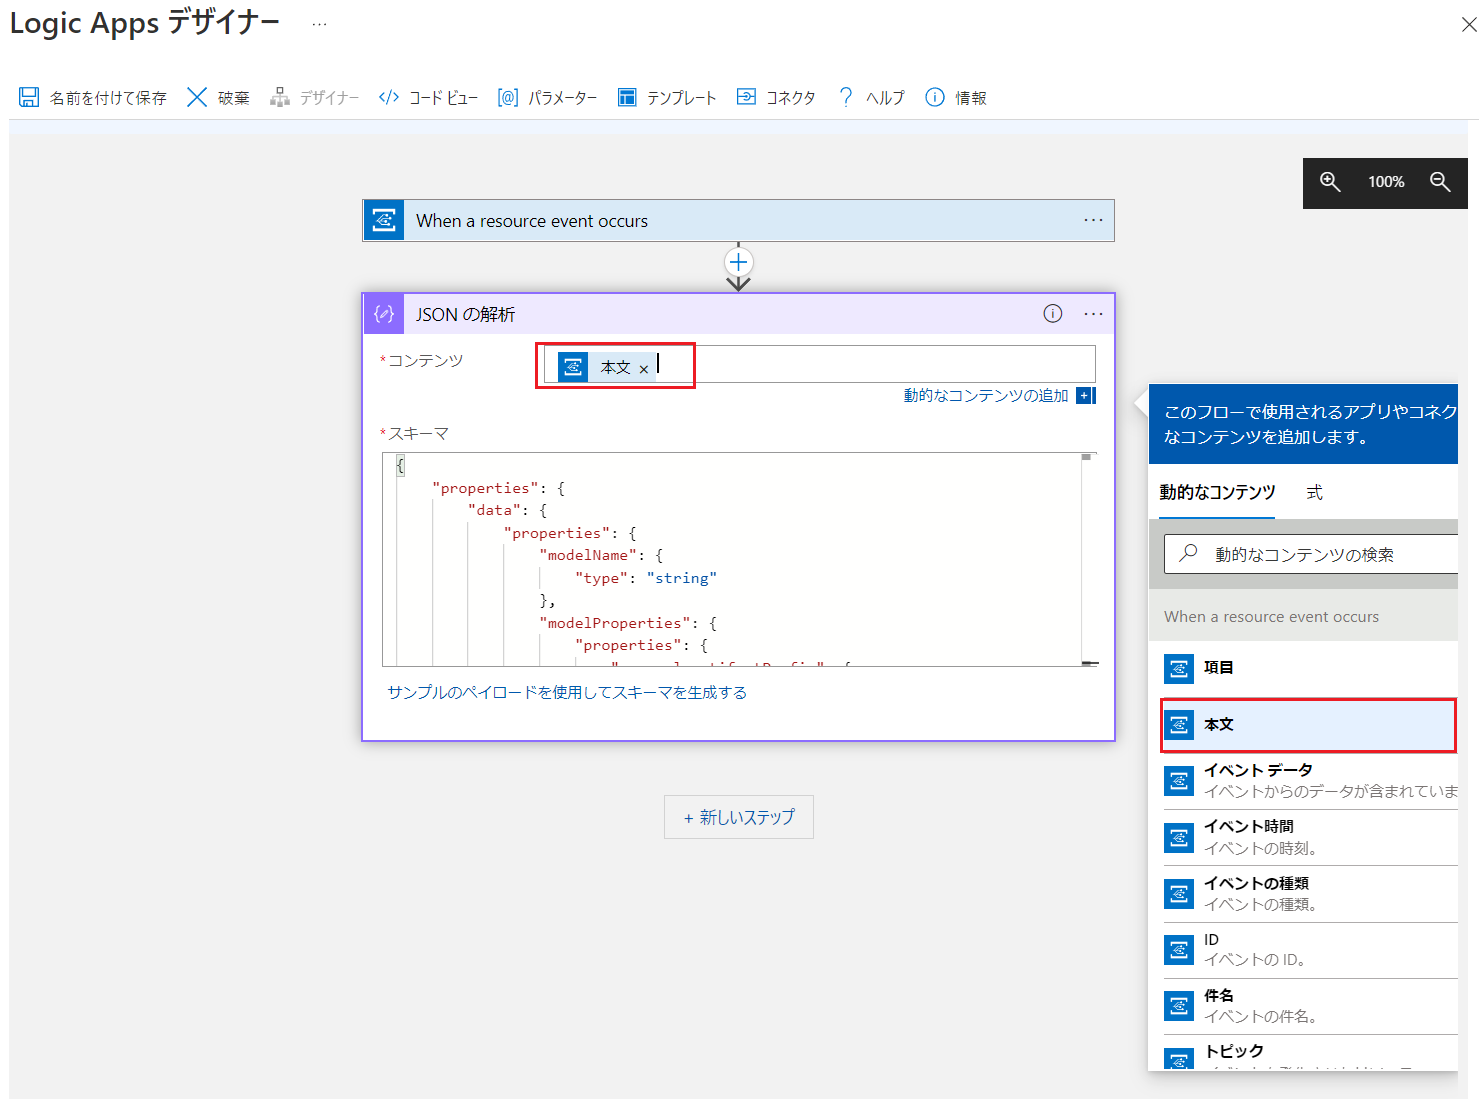 Logic Apps デザイナー ...
名前を付けて保存 破棄 デザイナー コード ビュー パラメーター テンプレート コネクタ ヘルプ 情報
100%
When a resource event occurs
JSON の解析
*コンテンツ
本文 ×
動的なコンテンツの追加
*スキーマ
{
"properties": {
"data": {
"properties": {
"modelName": {
"type": "string"
},
"modelProperties": {
"properties": {
サンプルのペイロードを使用してスキーマを生成する
+ 新しいステップ
このフローで使用されるアプリやコネク
なコンテンツを追加します。
動的なコンテンツ 式
動的なコンテンツの検索
When a resource event occurs
項目
本文
イベント データ
イベントからのデータが含まれていま
イベント時間
イベントの時刻。
イベントの種類
イベントの種類。
ID
イベントの ID。
件名
イベントの件名。
トピック